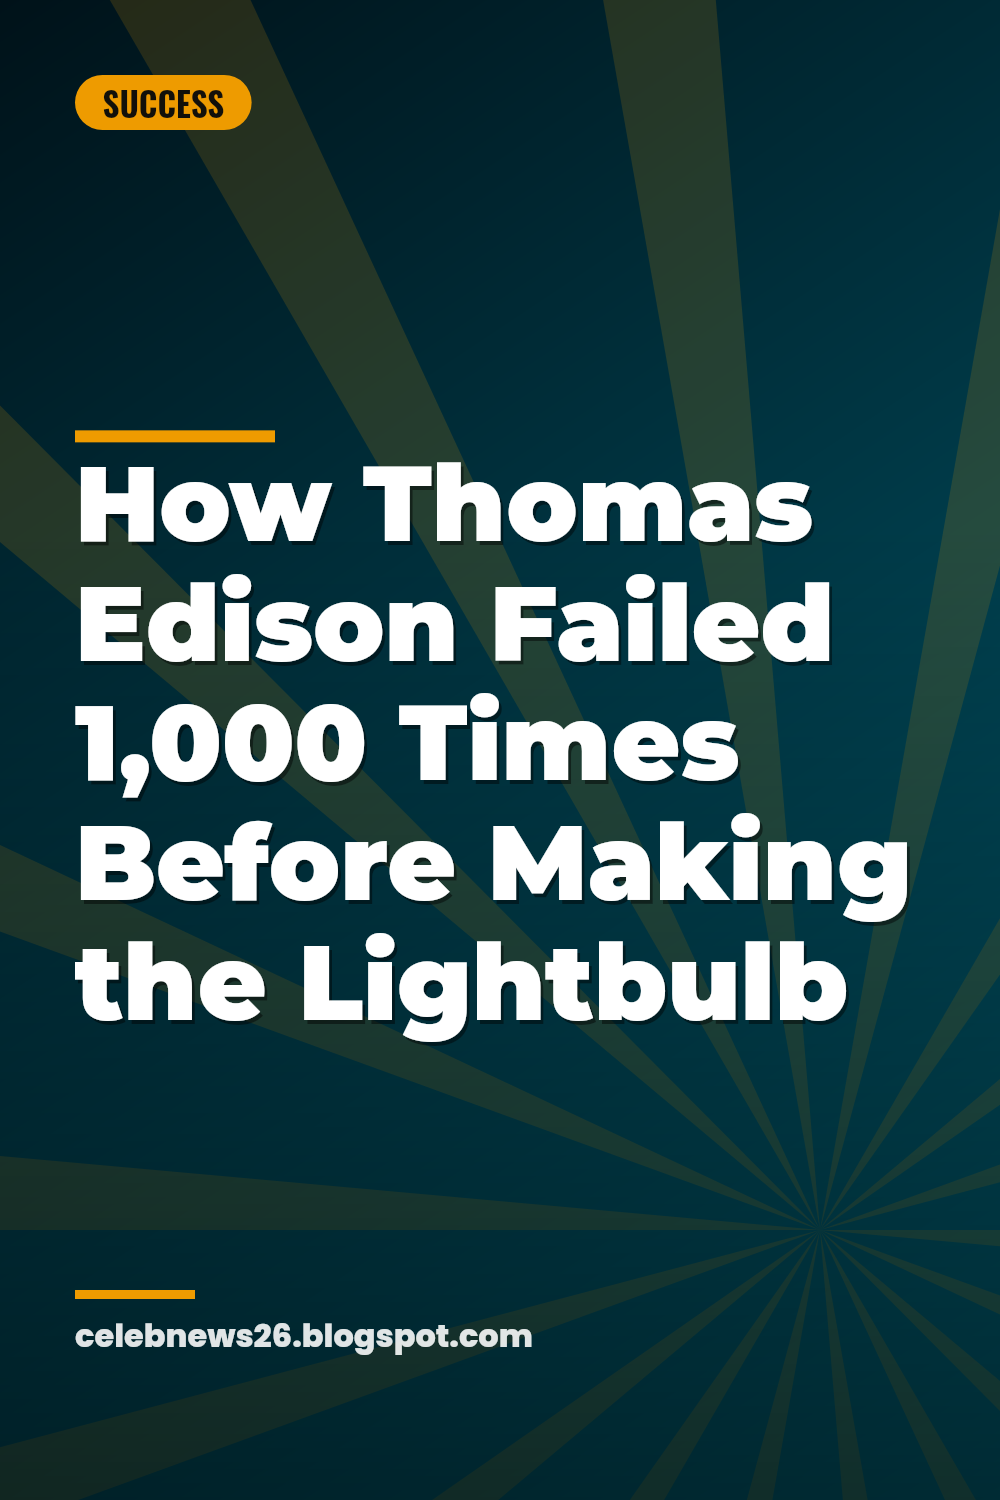 SUCCESS
How Thomas
Edison Failed
1,000 Times
Before Making
the Lightbulb
celebnews26.blogspot.com